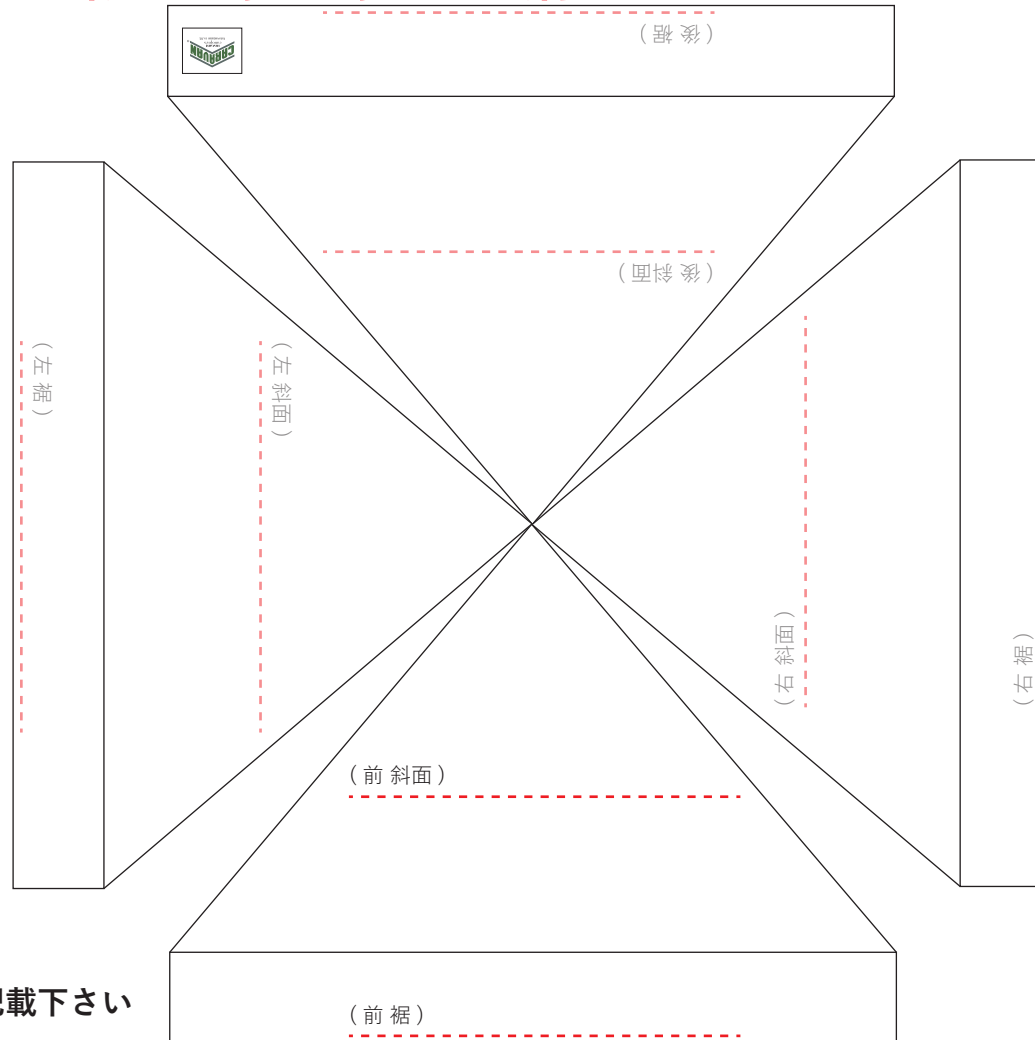 ( 後 裾 )
CARAVAN
( 後 斜面 )
( 左 裾 )
( 左 斜面 )
( 右 斜面 )
( 右 裾 )
( 前 斜面 )
載下さい
( 前 裾 )